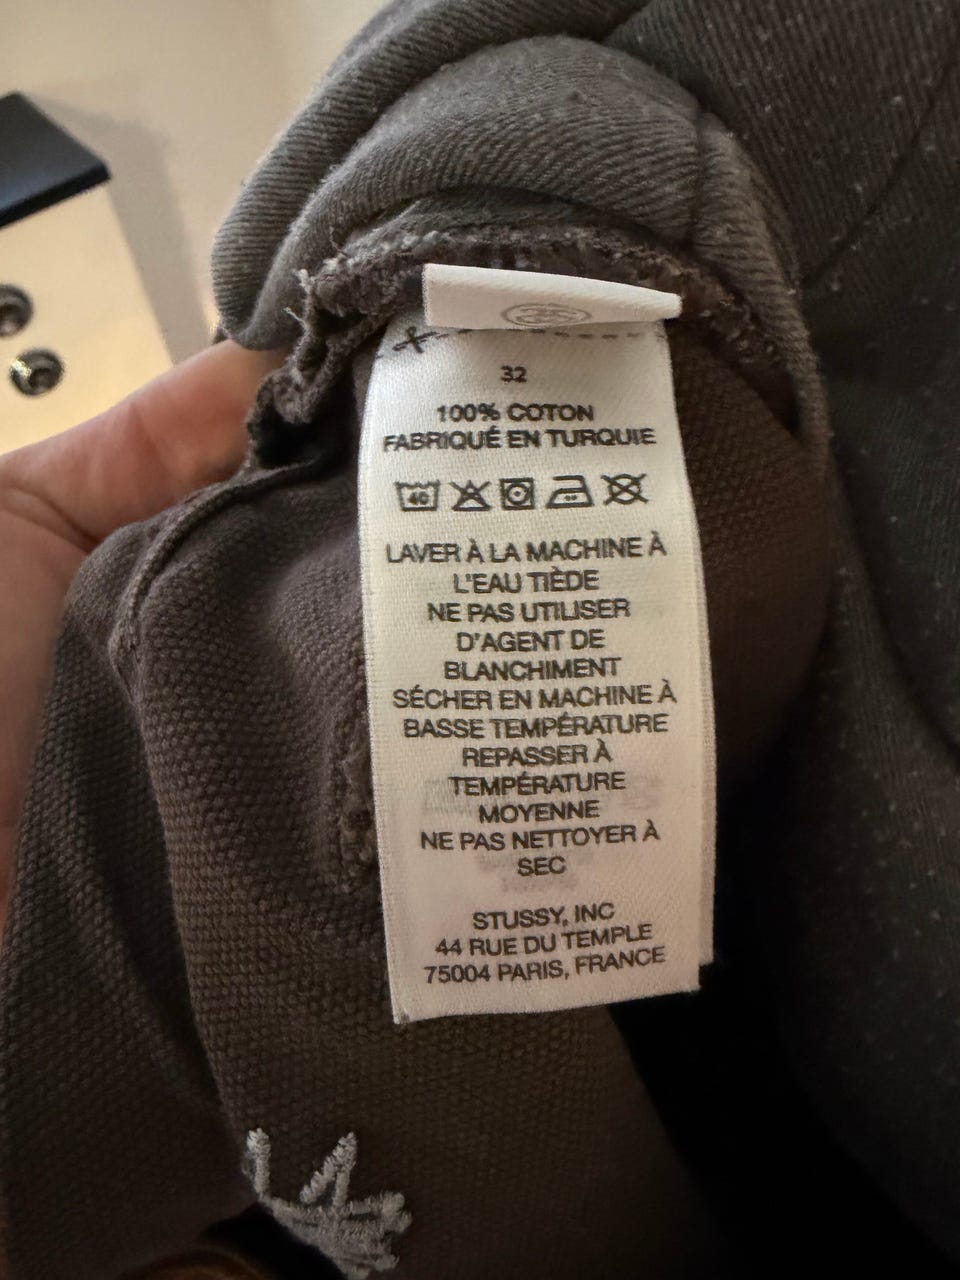 32
100% COTON
FABRIQUÉ EN TURQUIE
40
LAVER À LA MACHINE À
L'EAU TIÈDE
NE PAS UTILISER
D'AGENT DE
BLANCHIMENT
SÉCHER EN MACHINE À
BASSE TEMPÉRATURE
REPASSER À
TEMPÉRATURE
MOYENNE
NE PAS NETTOYER À
SEC
STUSSY, INC
44 RUE DU TEMPLE
75004 PARIS, FRANCE